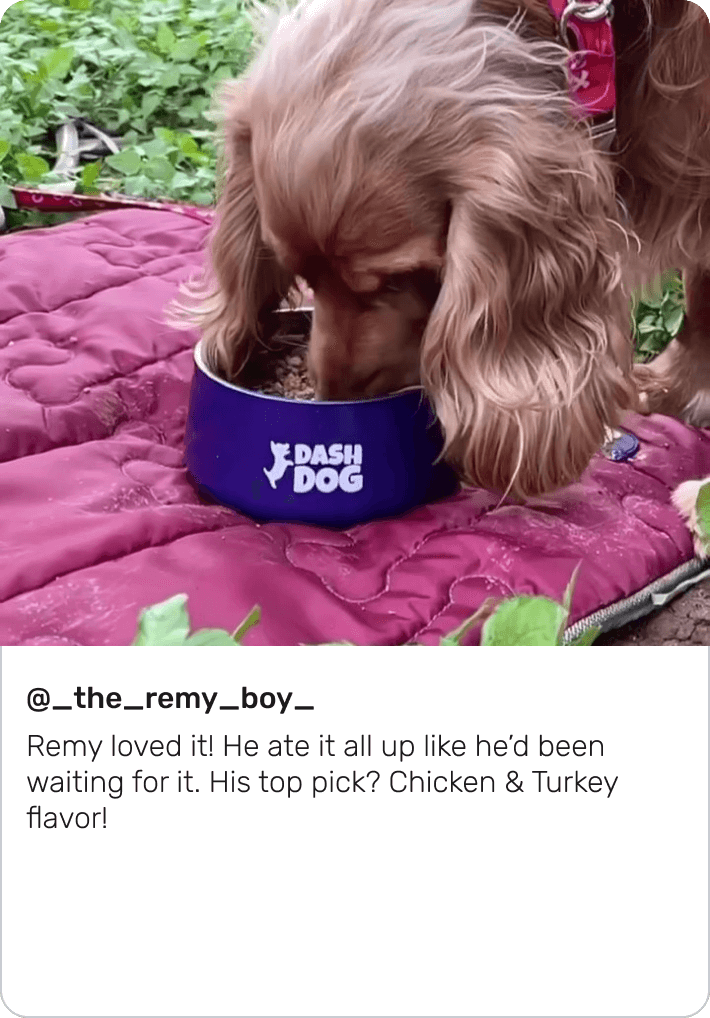 DASH
DOG
@_the_remy_boy_
Remy loved it! He ate it all up like he’d been
waiting for it. His top pick? Chicken & Turkey
flavor!